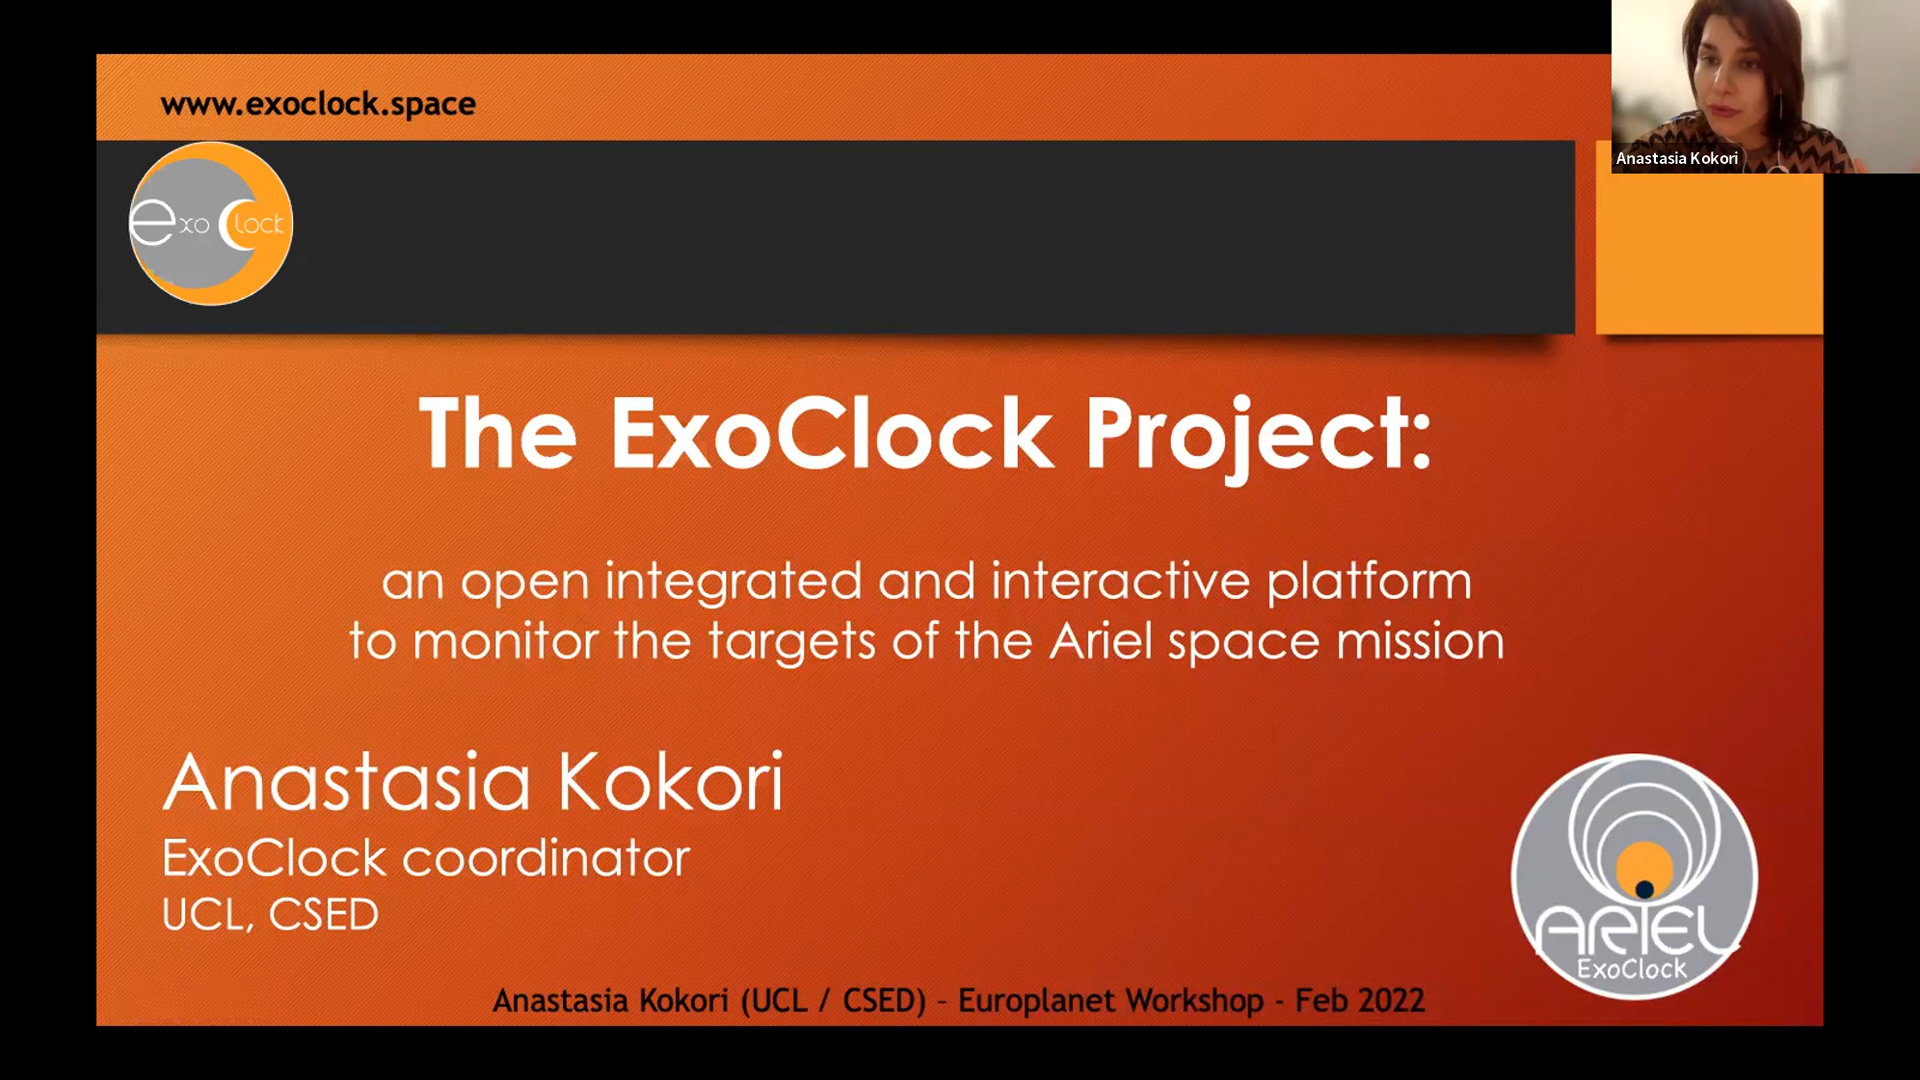 www.exoclock.space
Anastasia Kokori
exo Clock
The ExoClock Project:
an open integrated and interactive platform
to monitor the targets of the Ariel space mission
Anastasia Kokori
ExoClock coordinator
UCL, CSED
ARIEL
ExoClock
Anastasia Kokori (UCL / CSED) – Europlanet Workshop - Feb 2022